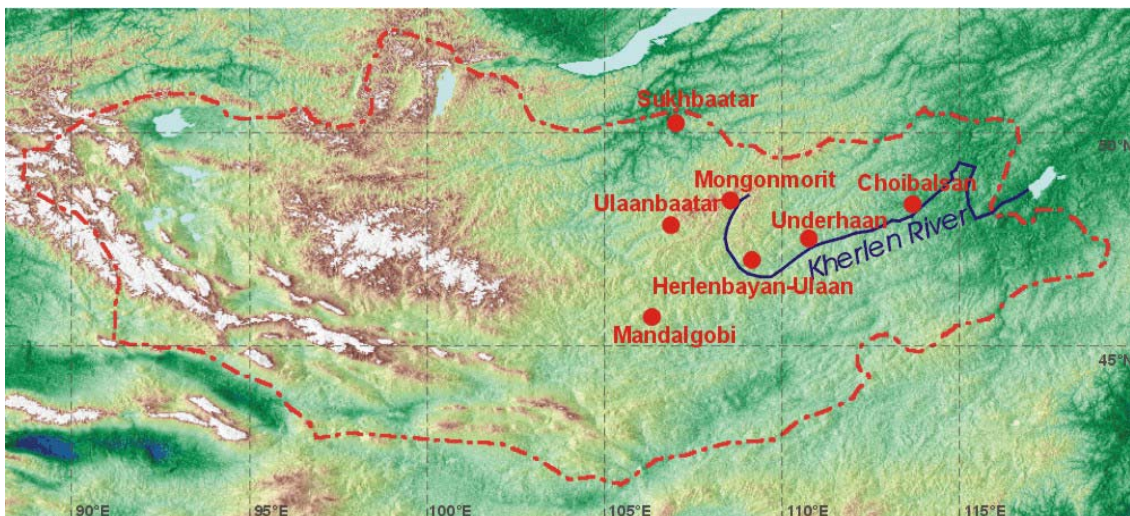 Sukhbaatar
50°N
Mongonmorit
Choibalsan
Ulaanbaatar
Underhaan
Kherlen River
Herlenbayan-Ulaan
Mandalgobi
45°N
90°E
95°E
100°E
105°E
110°E
115°E